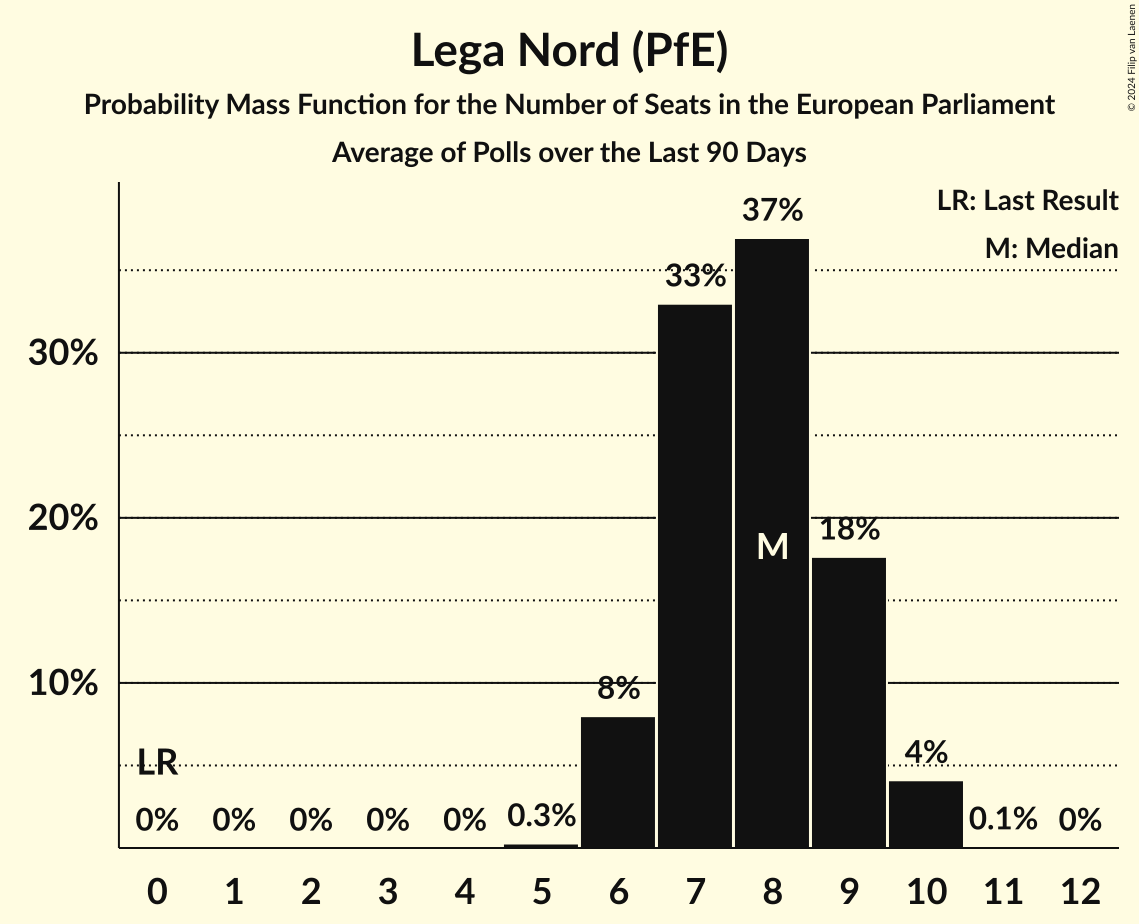 Lega Nord (PfE)
Probability Mass Function for the Number of Seats in the European Parliament
Average of Polls over the Last 90 Days
© 2024 Filip van Laenen
LR: Last Result
M: Median
37%
33%
30%
20%
18%
M
10%
8%
LR
4%
0%
0%
0%
0%
0%
0.3%
0.1%
0%
0 1 2 3 4 5 6 7 8 9 10 11 12